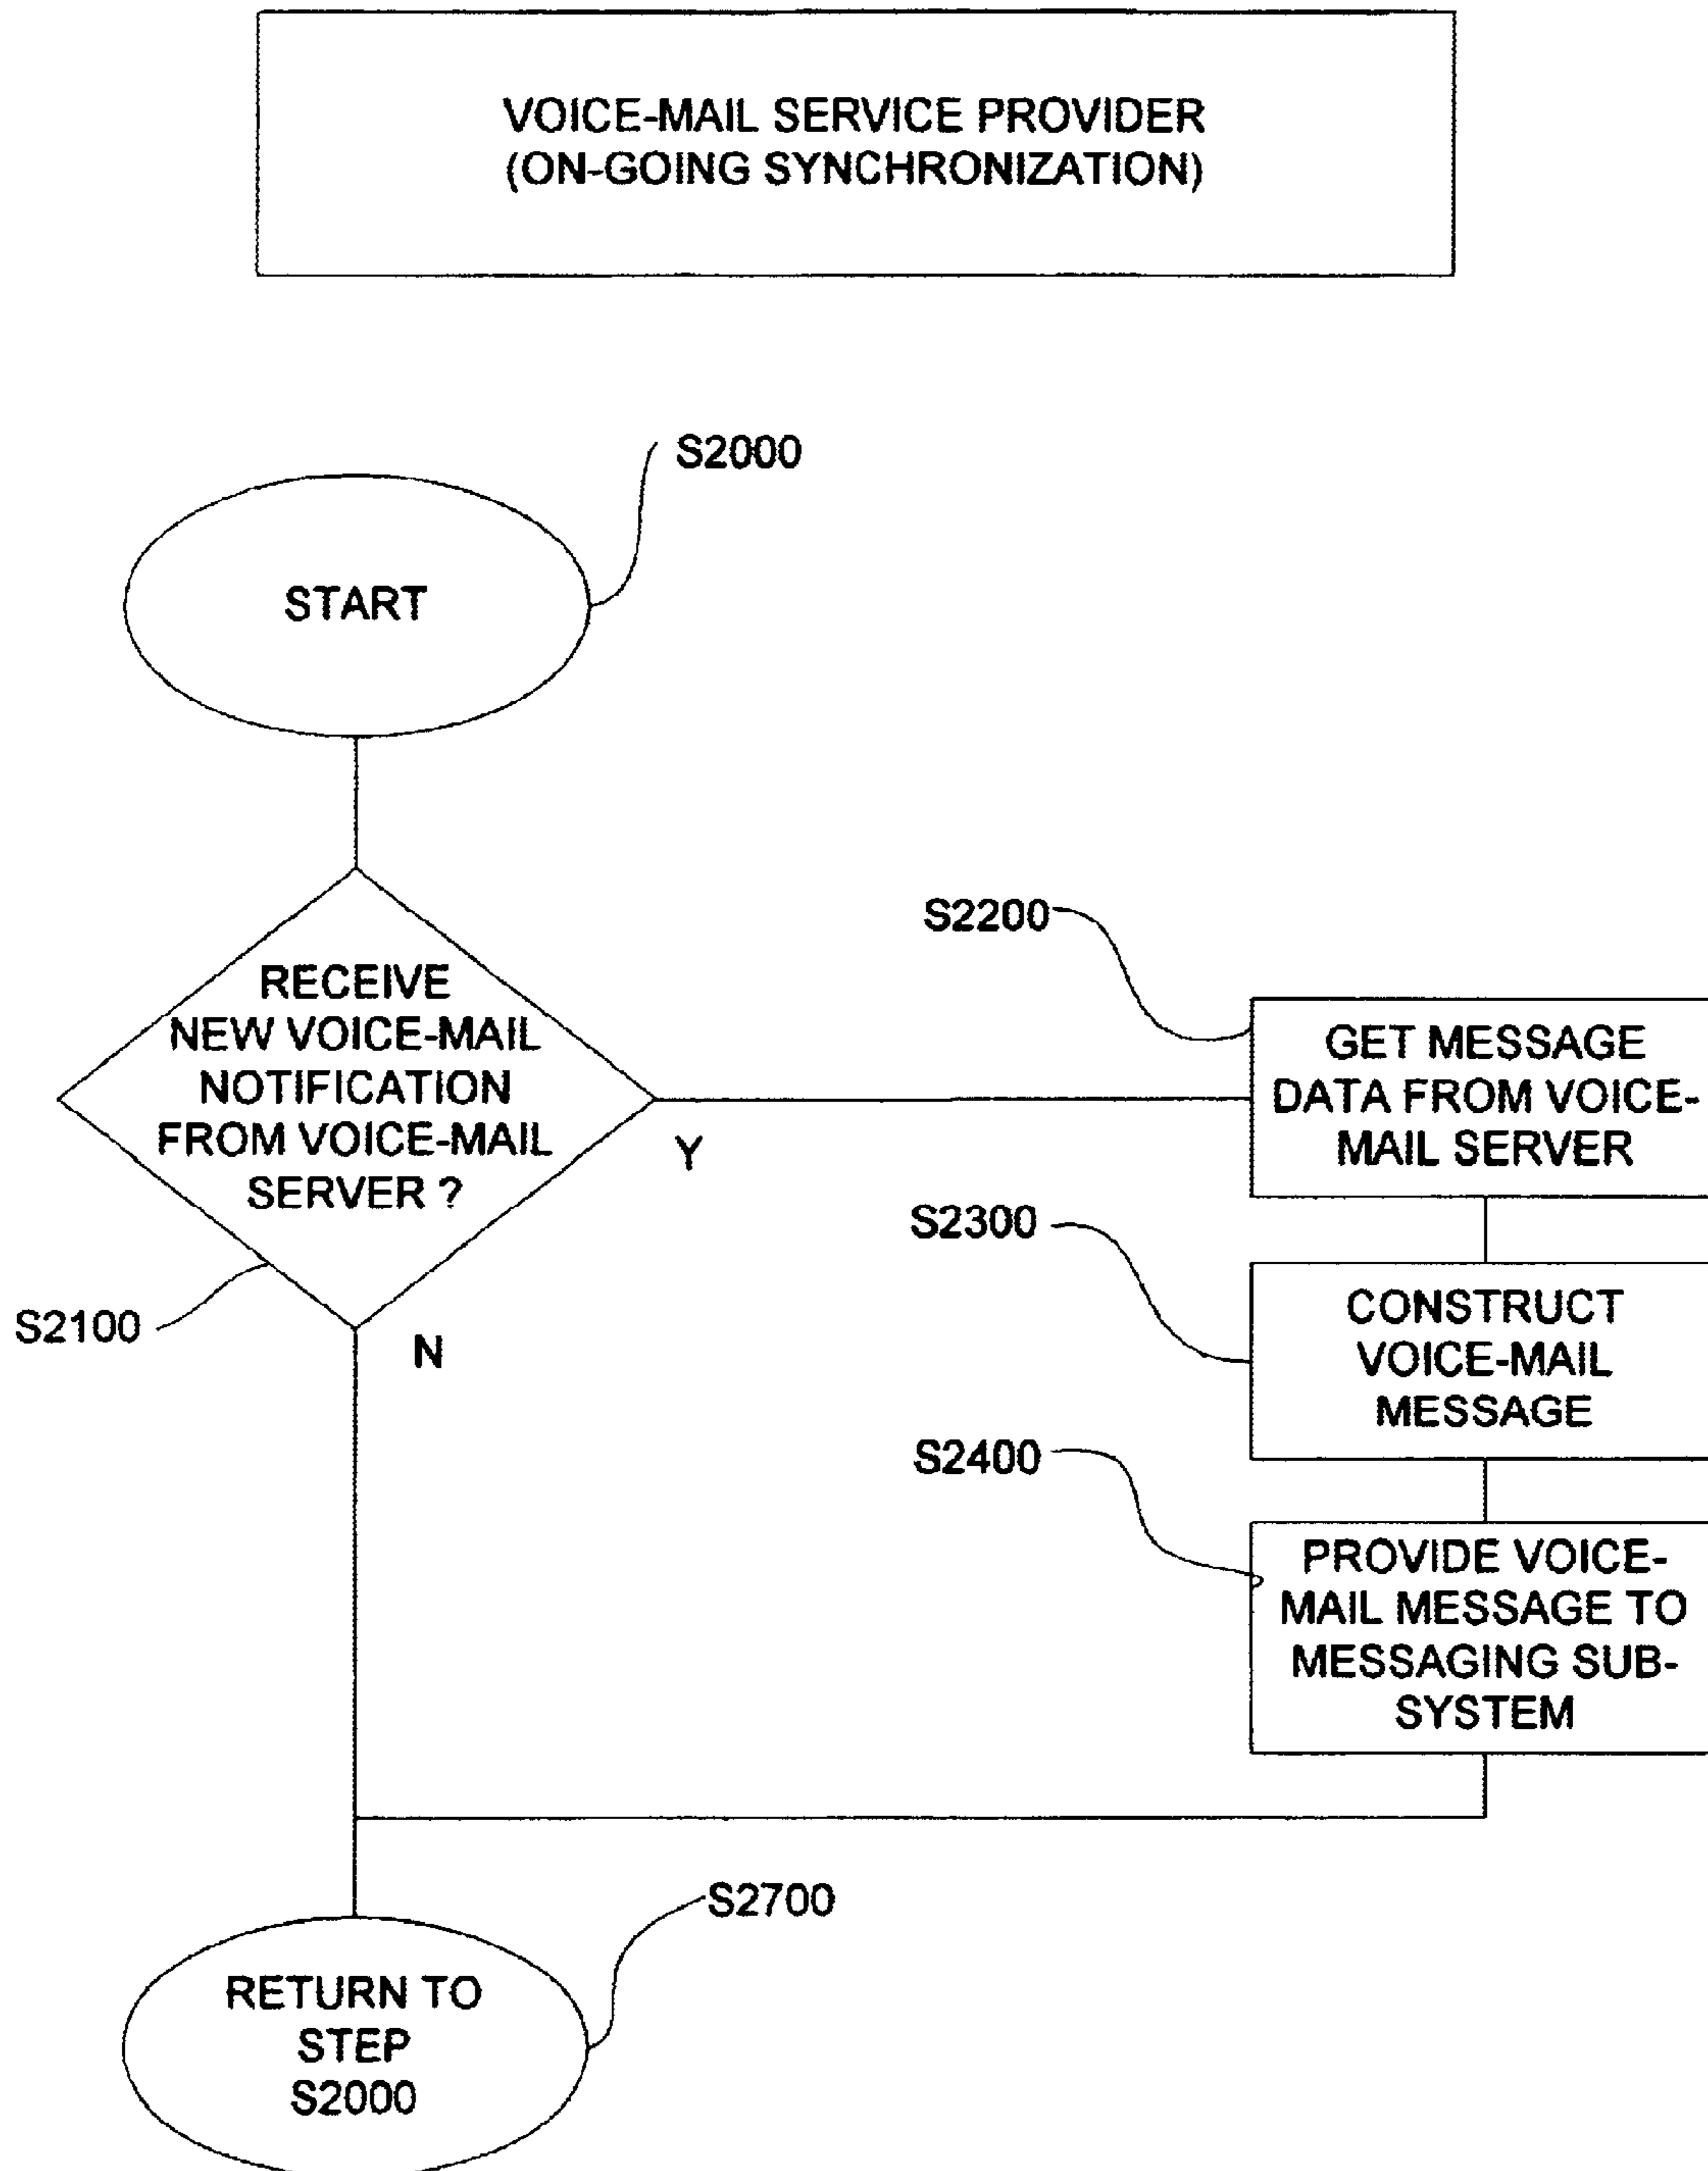 VOICE-MAIL SERVICE PROVIDER
(ON-GOING SYNCHRONIZATION)
S2000
START
RECEIVE
NEW VOICE-MAIL
NOTIFICATION
FROM VOICE-MAIL
SERVER ?
S2100
Y
N
S2200
GET MESSAGE
DATA FROM VOICE-
MAIL SERVER
S2300
CONSTRUCT
VOICE-MAIL
MESSAGE
S2400
PROVIDE VOICE-
MAIL MESSAGE TO
MESSAGING SUB-
SYSTEM
S2700
RETURN TO
STEP
S2000